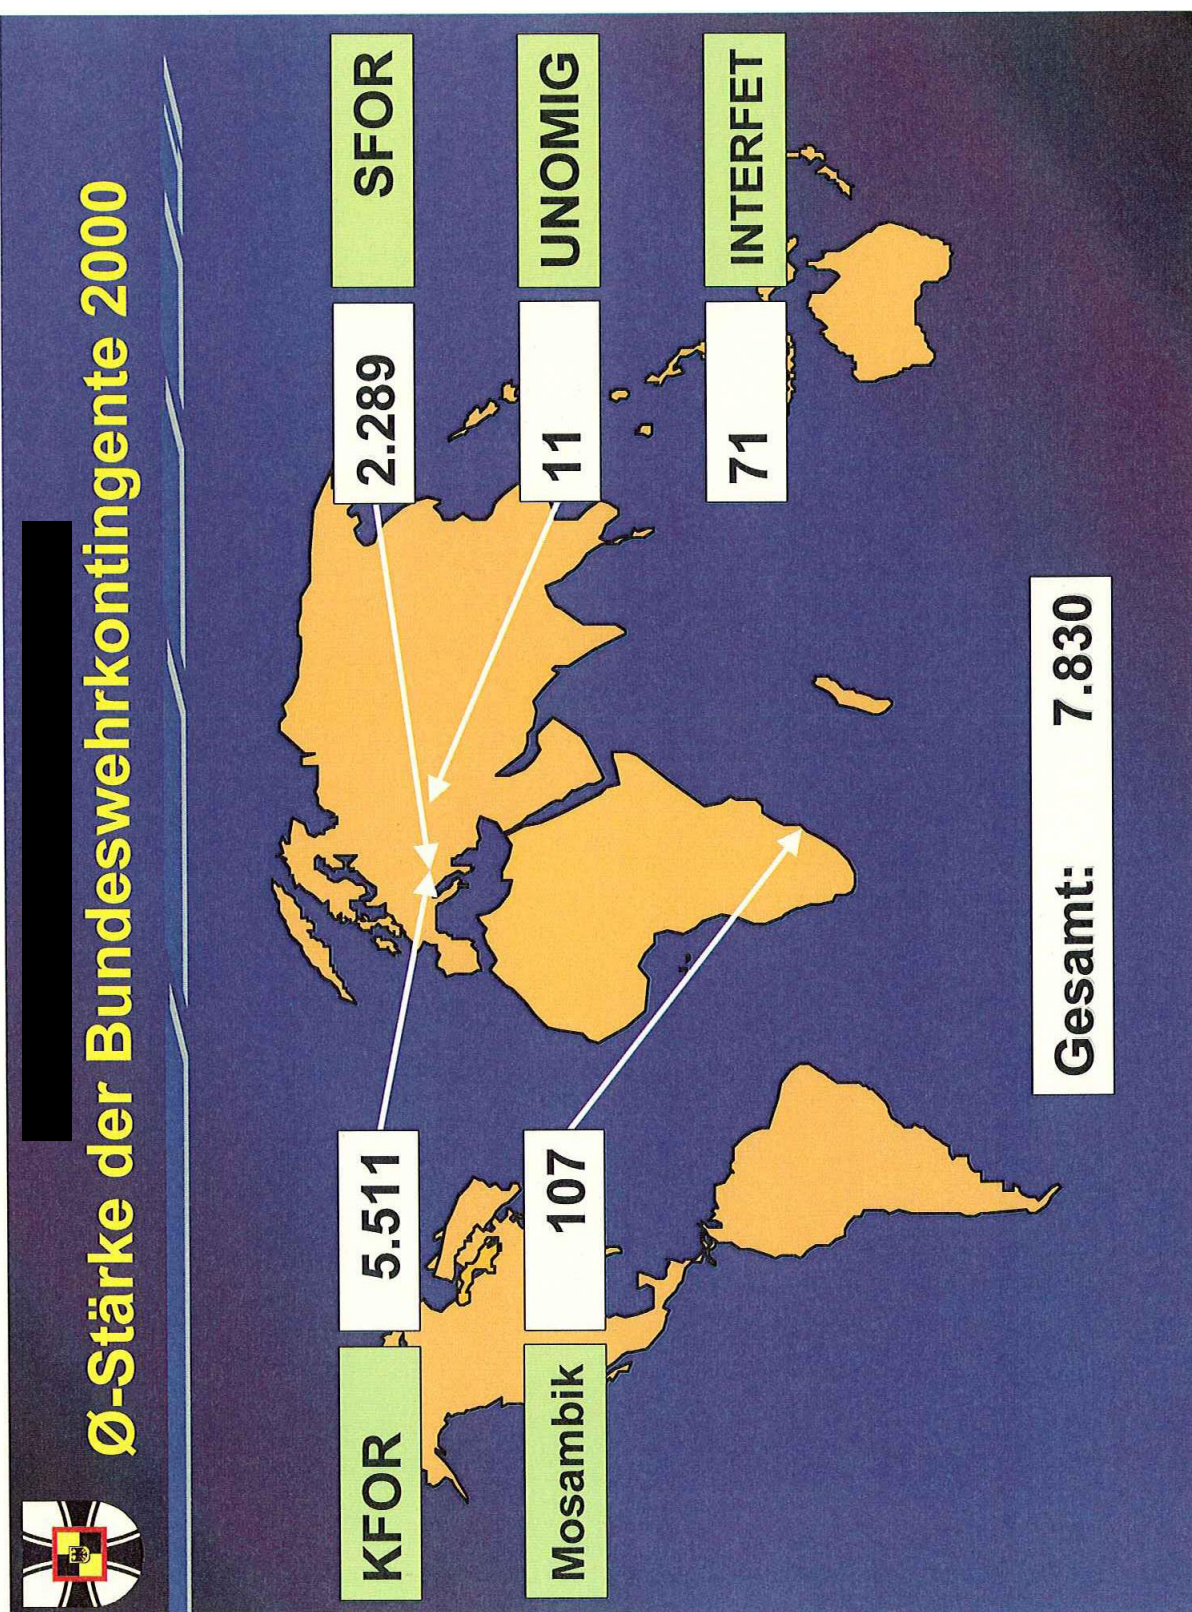 Ø-Stärke der Bundeswehrkontingente 2000
KFOR 5.511
2.289 SFOR
Mosambik 107
11 UNOMIG
71 INTERFET
Gesamt: 7.830